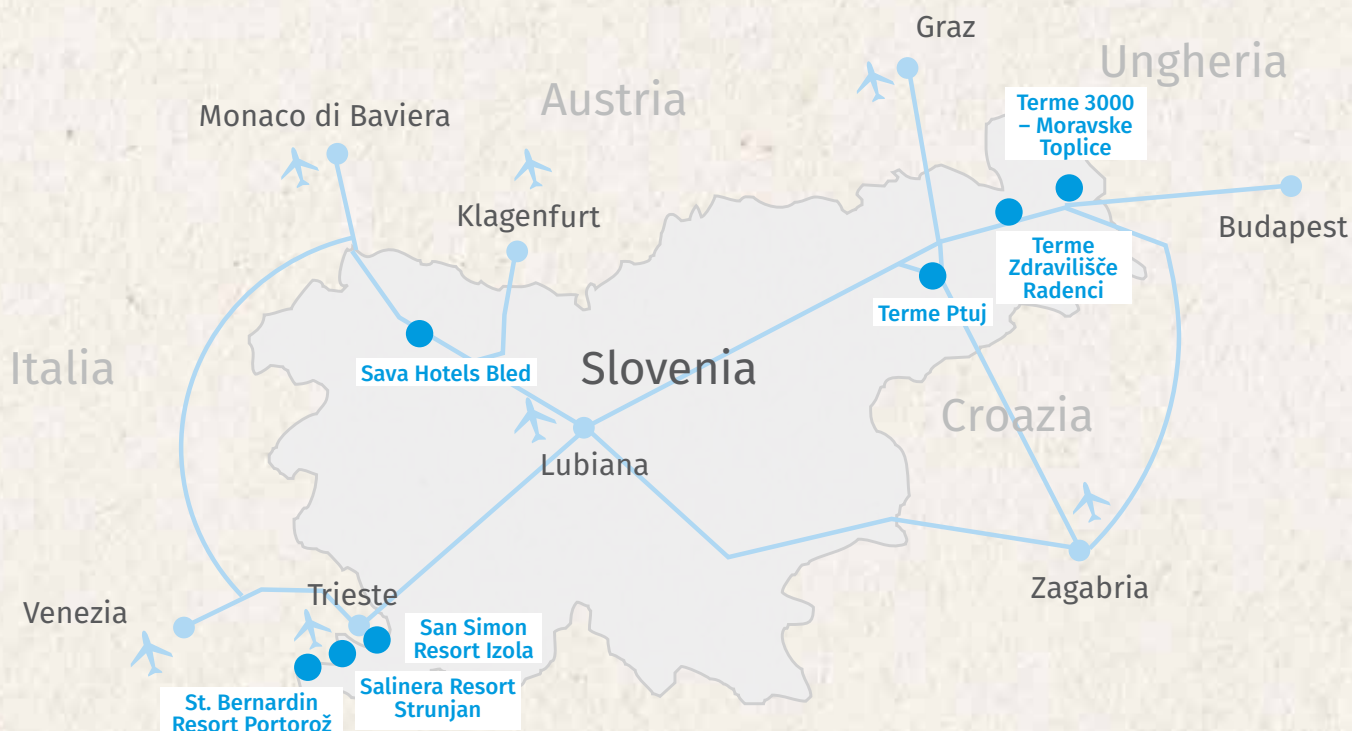 Graz
Ungheria
Austria
Monaco di Baviera
Terme 3000
– Moravske
Toplice
Klagenfurt
Budapest
Terme
Zdravilišče
Radenci
Terme Ptuj
Italia
Sava Hotels Bled
Slovenia
Croazia
Lubiana
Zagabria
Trieste
Venezia
San Simon
Resort Izola
Salinera Resort
Strunjan
St. Bernardin
Resort Portorož